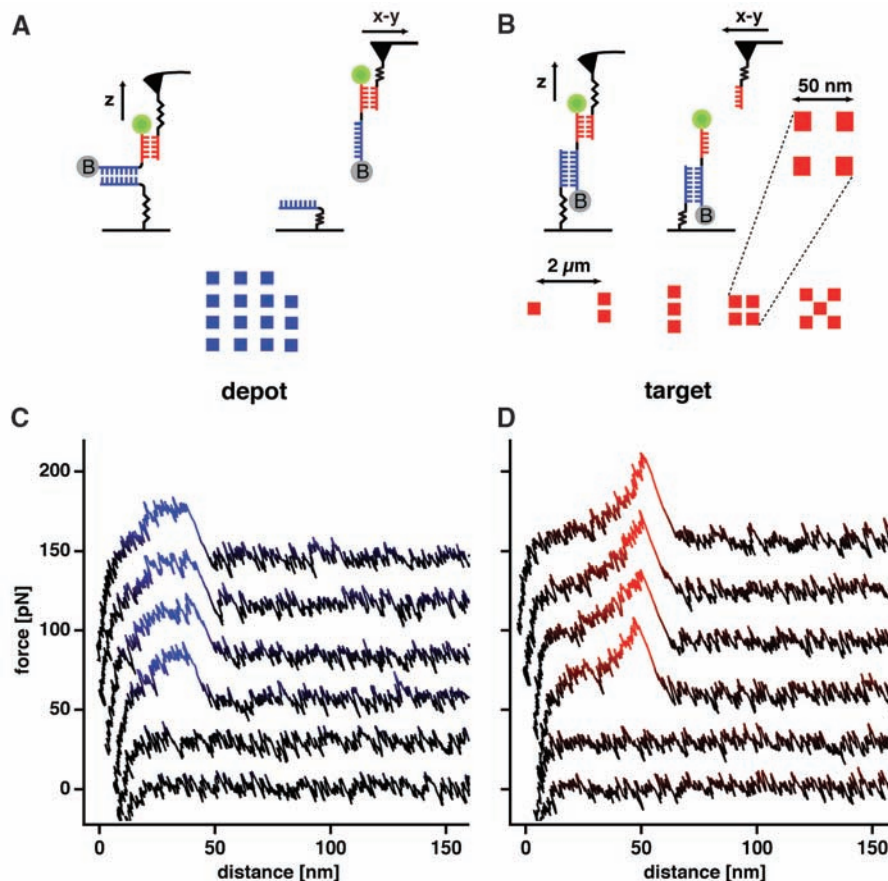 A
x-y
z
B
B
depot
B
x-y
z
B
B
50 nm
2 μm
target
C
force [pN]
200
150
100
50
0
0 50 100 150
distance [nm]
D
0 50 100 150
distance [nm]